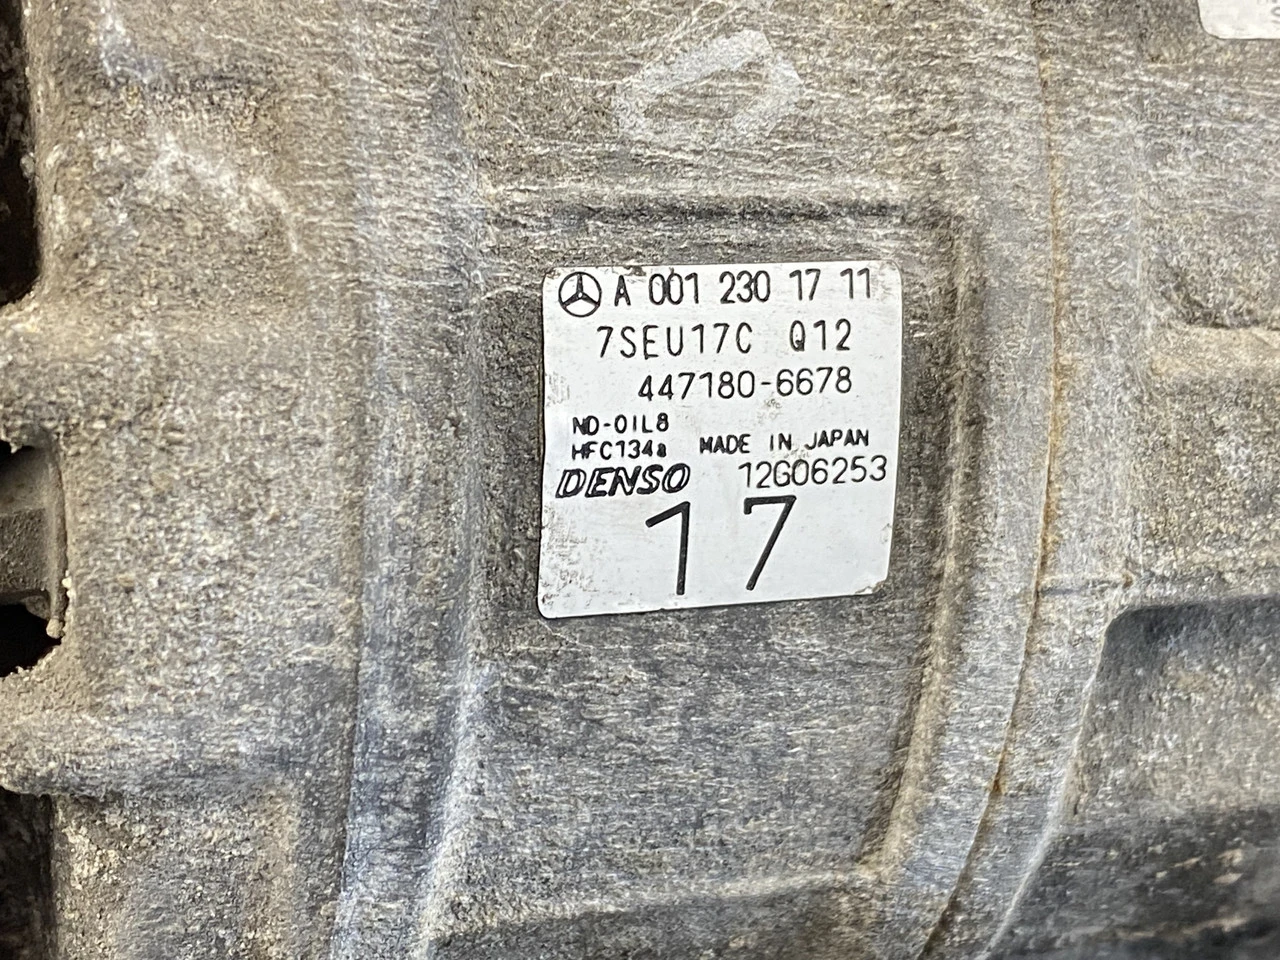 A 001 230 17 11
7SEU17C Q12
447180-6678
ND-OIL8
HFC134a MADE IN JAPAN
DENSO 12G06253
17